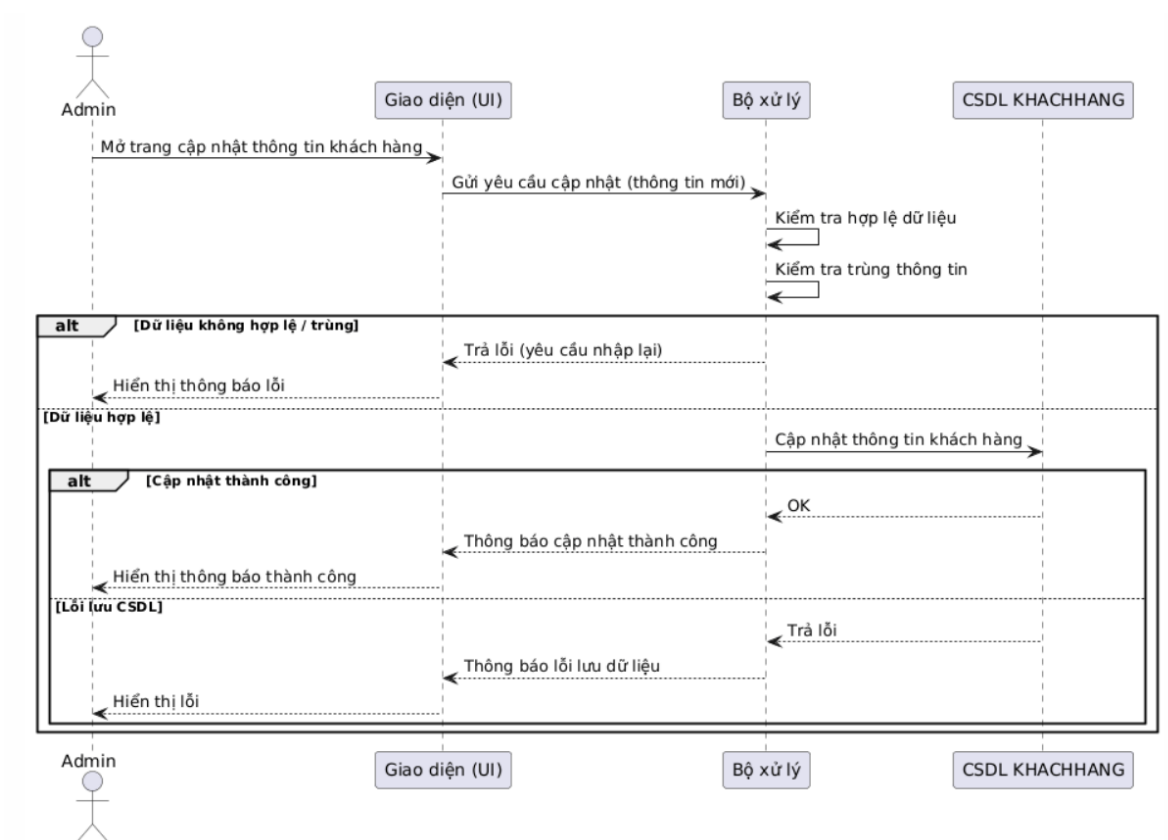 Admin
Giao diện (UI)
Bộ xử lý
CSDL KHACHHANG
Mở trang cập nhật thông tin khách hàng
Gửi yêu cầu cập nhật (thông tin mới)
Kiểm tra hợp lệ dữ liệu
Kiểm tra trùng thông tin
alt
[Dữ liệu không hợp lệ / trùng]
Trả lỗi (yêu cầu nhập lại)
Hiển thị thông báo lỗi
[Dữ liệu hợp lệ]
Cập nhật thông tin khách hàng
alt
[Cập nhật thành công]
OK
Thông báo cập nhật thành công
Hiển thị thông báo thành công
[Lỗi lưu CSDL]
Trả lỗi
Thông báo lỗi lưu dữ liệu
Hiển thị lỗi
Admin
Giao diện (UI)
Bộ xử lý
CSDL KHACHHANG